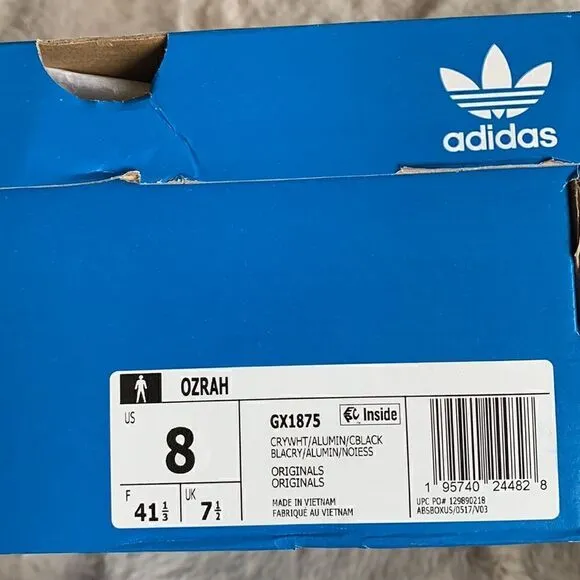 adidas
OZRAH
US
8
F
41 1/3
UK
7 1/2
GX1875
Inside
CRYWHT/ALUMIN/CBLACK
BLACRY/ALUMIN/NOIESS
ORIGINALS
ORIGINALS
MADE IN VIETNAM
FABRIQUÉ AU VIETNAM
1 95740 24482 8
UPC PO# 129890218
ABSBOXUS/0517/V03